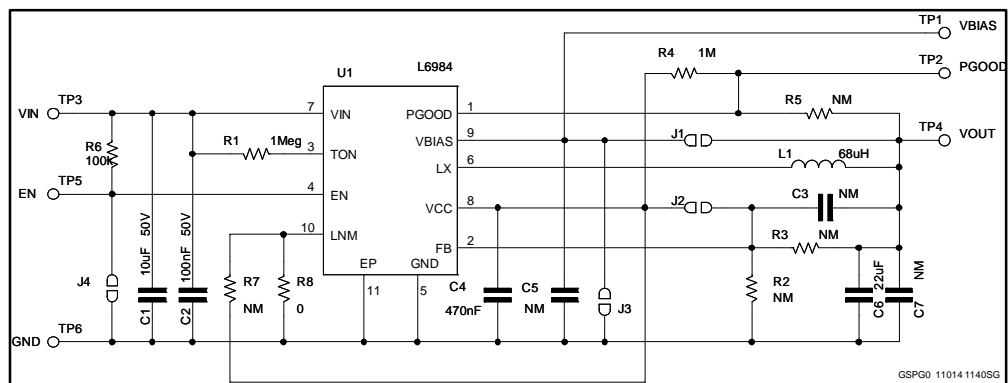 TP1
VBIAS
R4 1M
TP2
PGOOD
U1 L6984
TP3
VIN
7 VIN
PGOOD 1
R5 NM
R6
100k
R1 1Meg
3 TON
VBIAS 9
J1
TP4
VOUT
LX 6
L1 68uH
TP5
EN
4 EN
VCC 8
J2
C3 NM
10 LNM
FB 2
R3
NM
EP
11
GND
5
J4
C1 10uF 50V
C2 100nF 50V
R7
NM
R8
0
C4
470nF
C5
NM
J3
R2
NM
C6 22uF
C7 NM
TP6
GND
GSPG0 11014 1140SG